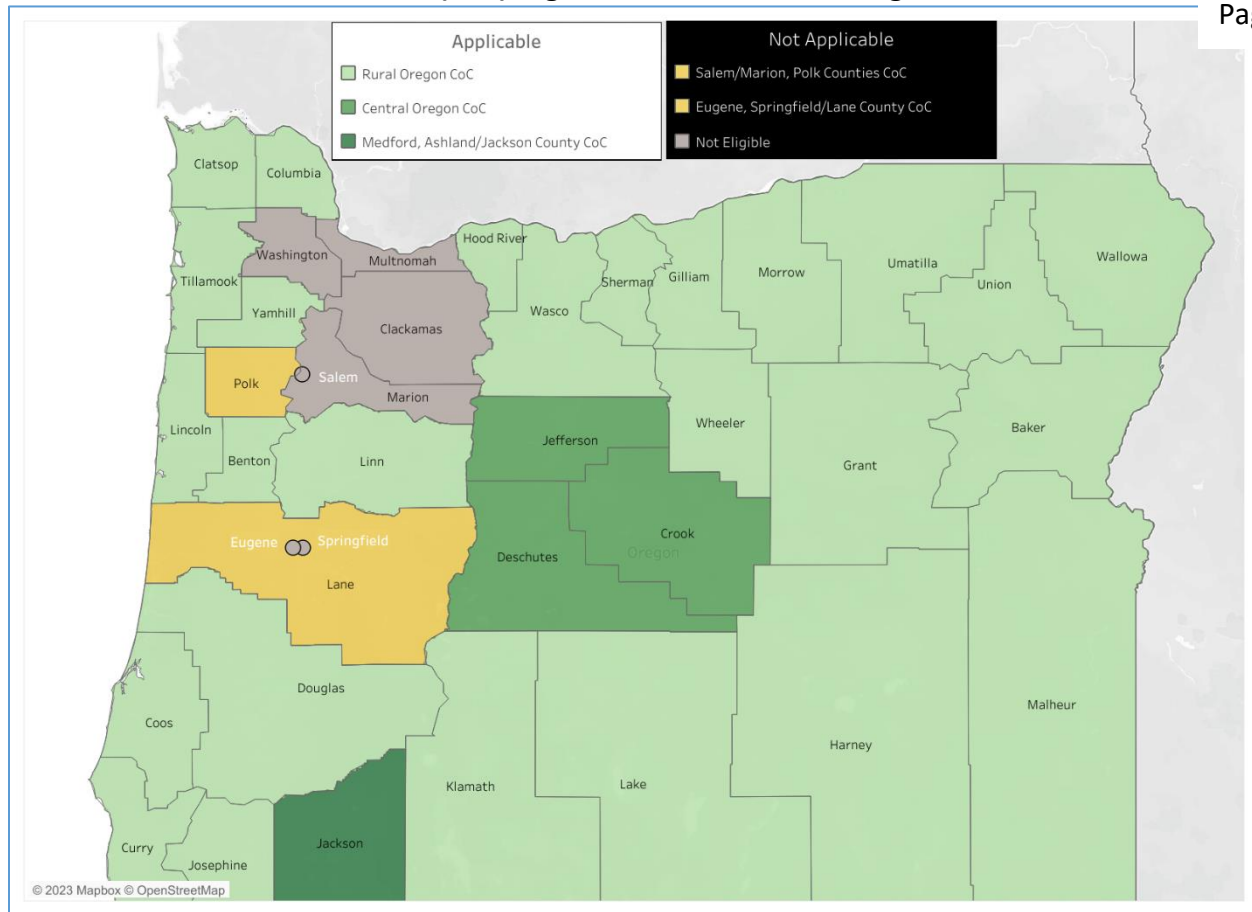 Pag
Applicable
Rural Oregon CoC
Central Oregon CoC
Medford, Ashland/Jackson County CoC
Not Applicable
Salem/Marion, Polk Counties CoC
Eugene, Springfield/Lane County CoC
Not Eligible
Clatsop
Columbia
Washington
Multnomah
Hood River
Tillamook
Yamhill
Clackamas
Wasco
Sherman
Gilliam
Morrow
Umatilla
Union
Wallowa
Polk
Salem
Marion
Lincoln
Benton
Linn
Jefferson
Wheeler
Grant
Baker
Eugene
Springfield
Lane
Deschutes
Crook
Oregon
Douglas
Coos
Klamath
Lake
Harney
Malheur
Curry
Josephine
Jackson
© 2023 Mapbox © OpenStreetMap